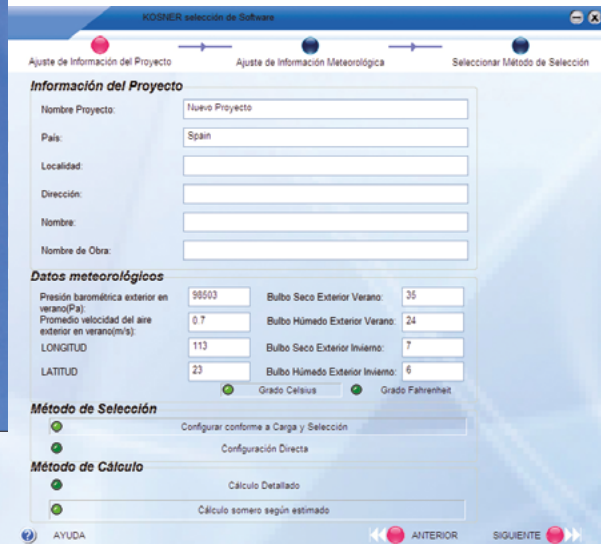 KOSNER selección de Software
Ajuste de Información del Proyecto
Ajuste de Información Meteorológica
Seleccionar Método de Selección
Información del Proyecto
Nombre Proyecto: Nuevo Proyecto
País: Spain
Localidad:
Dirección:
Nombre:
Nombre de Obra:
Datos meteorológicos
Presión barométrica exterior en verano(Pa): 98503 Bulbo Seco Exterior Verano: 35
Promedio velocidad del aire exterior en verano(m/s): 0.7 Bulbo Húmedo Exterior Verano: 24
LONGITUD 113 Bulbo Seco Exterior Invierno: 7
LATITUD 23 Bulbo Húmedo Exterior Invierno: 6
Grado Celsius Grado Fahrenheit
Método de Selección
Configurar conforme a Carga y Selección
Configuración Directa
Método de Cálculo
Cálculo Detallado
Cálculo somero según estimado
? AYUDA ANTERIOR SIGUIENTE